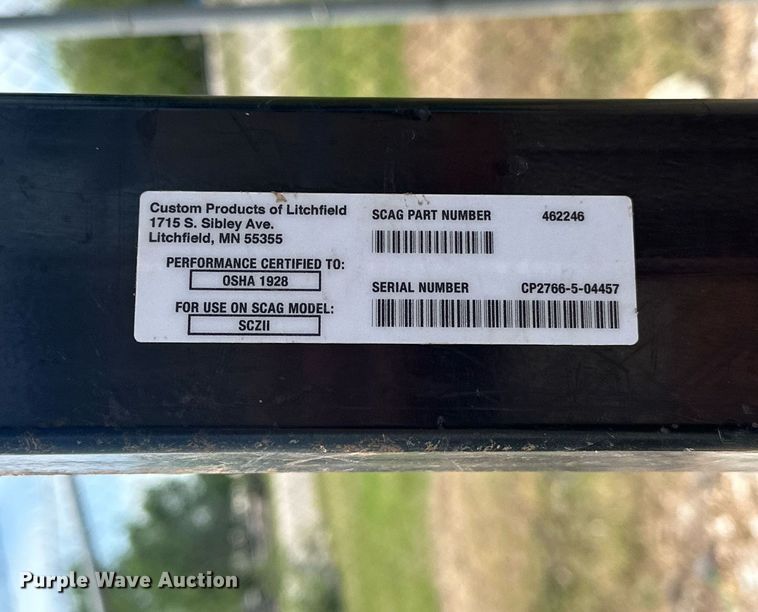 Custom Products of Litchfield
1715 S. Sibley Ave.
Litchfield, MN 55355
PERFORMANCE CERTIFIED TO:
OSHA 1928
FOR USE ON SCAG MODEL:
SCZII
SCAG PART NUMBER 462246
SERIAL NUMBER CP2766-5-04457
Purple Wave Auction